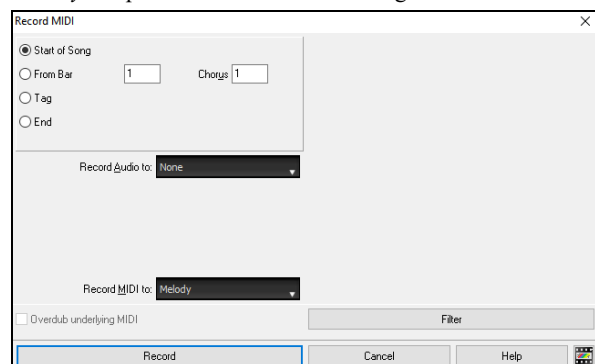 Record MIDI
Start of Song
From Bar 1 Chorus 1
Tag
End
Record Audio to: None
Record MIDI to: Melody
Overdub underlying MIDI Filter
Record Cancel Help